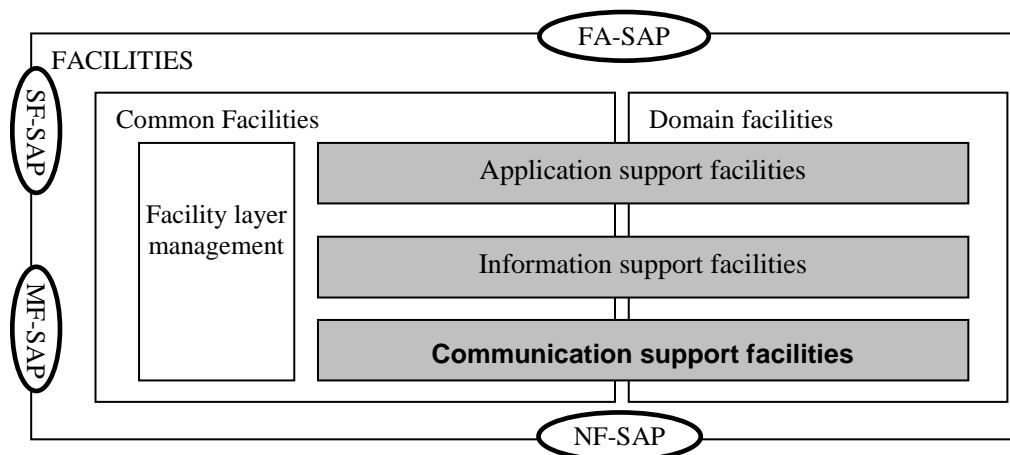 FA-SAP
FACILITIES
SF-SAP
MF-SAP
Common Facilities
Domain facilities
Facility layer
management
Application support facilities
Information support facilities
Communication support facilities
NF-SAP